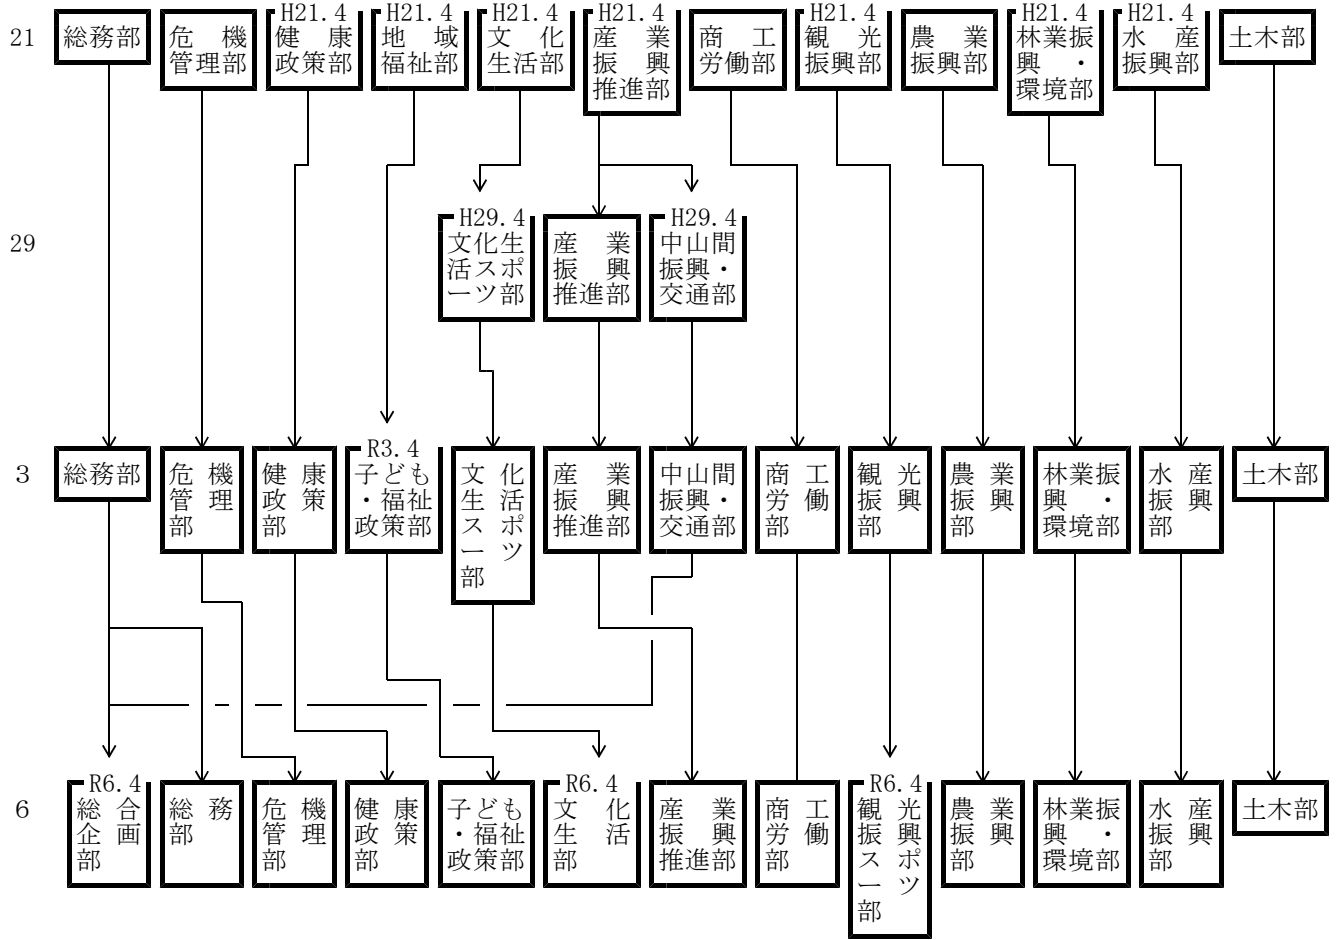 H21.4 H21.4 H21.4 H21.4 H21.4 H21.4 H21.4
21 総務部 危機 健康 地域 文化 産業 商工 観光 農業 林業振 水産 土木部
管理部 政策部 福祉部 生活部 振興 労働部 振興部 振興部 興・ 振興部
推進部 環境部
H29.4 H29.4
29 文化生 産業 中山間
活スポ 振興 振興・
ーツ部 推進部 交通部
R3.4
3 総務部 危機 健康 子ども 文化 産業 中山間 商工 観光 農業 林業振 水産 土木部
管理 政策 ・福祉 生活 振興 振興・ 労働 振興 振興 興・ 振興
部 部 政策部 スポ 推進部 交通部 部 部 部 環境部 部
ーツ
部
R6.4 R6.4 R6.4
6 総合 総務 危機 健康 子ども 文化 産業 商工 観光 農業 林業振 水産 土木部
企画 部 管理 政策 ・福祉 生活 振興 労働 振興 振興 興・ 振興
部 部 部 政策部 部 推進部 部 スポ 部 環境部 部
ーツ
部